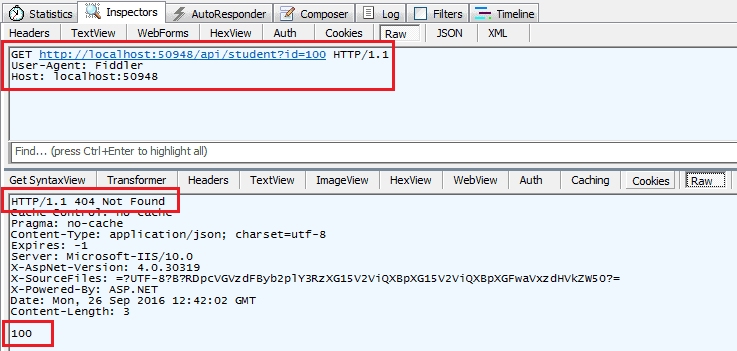 Statistics Inspectors AutoResponder Composer Log Filters Timeline
Headers TextView WebForms HexView Auth Cookies Raw JSON XML
GET http://localhost:50948/api/student?id=100 HTTP/1.1
User-Agent: Fiddler
Host: localhost:50948
Find... (press Ctrl+Enter to highlight all)
Get SyntaxView Transformer Headers TextView ImageView HexView WebView Auth Caching Cookies Raw
HTTP/1.1 404 Not Found
Cache-Control: no-cache
Pragma: no-cache
Content-Type: application/json; charset=utf-8
Expires: -1
Server: Microsoft-IIS/10.0
X-AspNet-Version: 4.0.30319
X-SourceFiles: =?UTF-8?B?RDpcVGVzdFByb2plY3RzXG15V2ViQXBpXG15V2ViQXBpXGFwaVxzdHVkZW50?=
X-Powered-By: ASP.NET
Date: Mon, 26 Sep 2016 12:42:02 GMT
Content-Length: 3
100